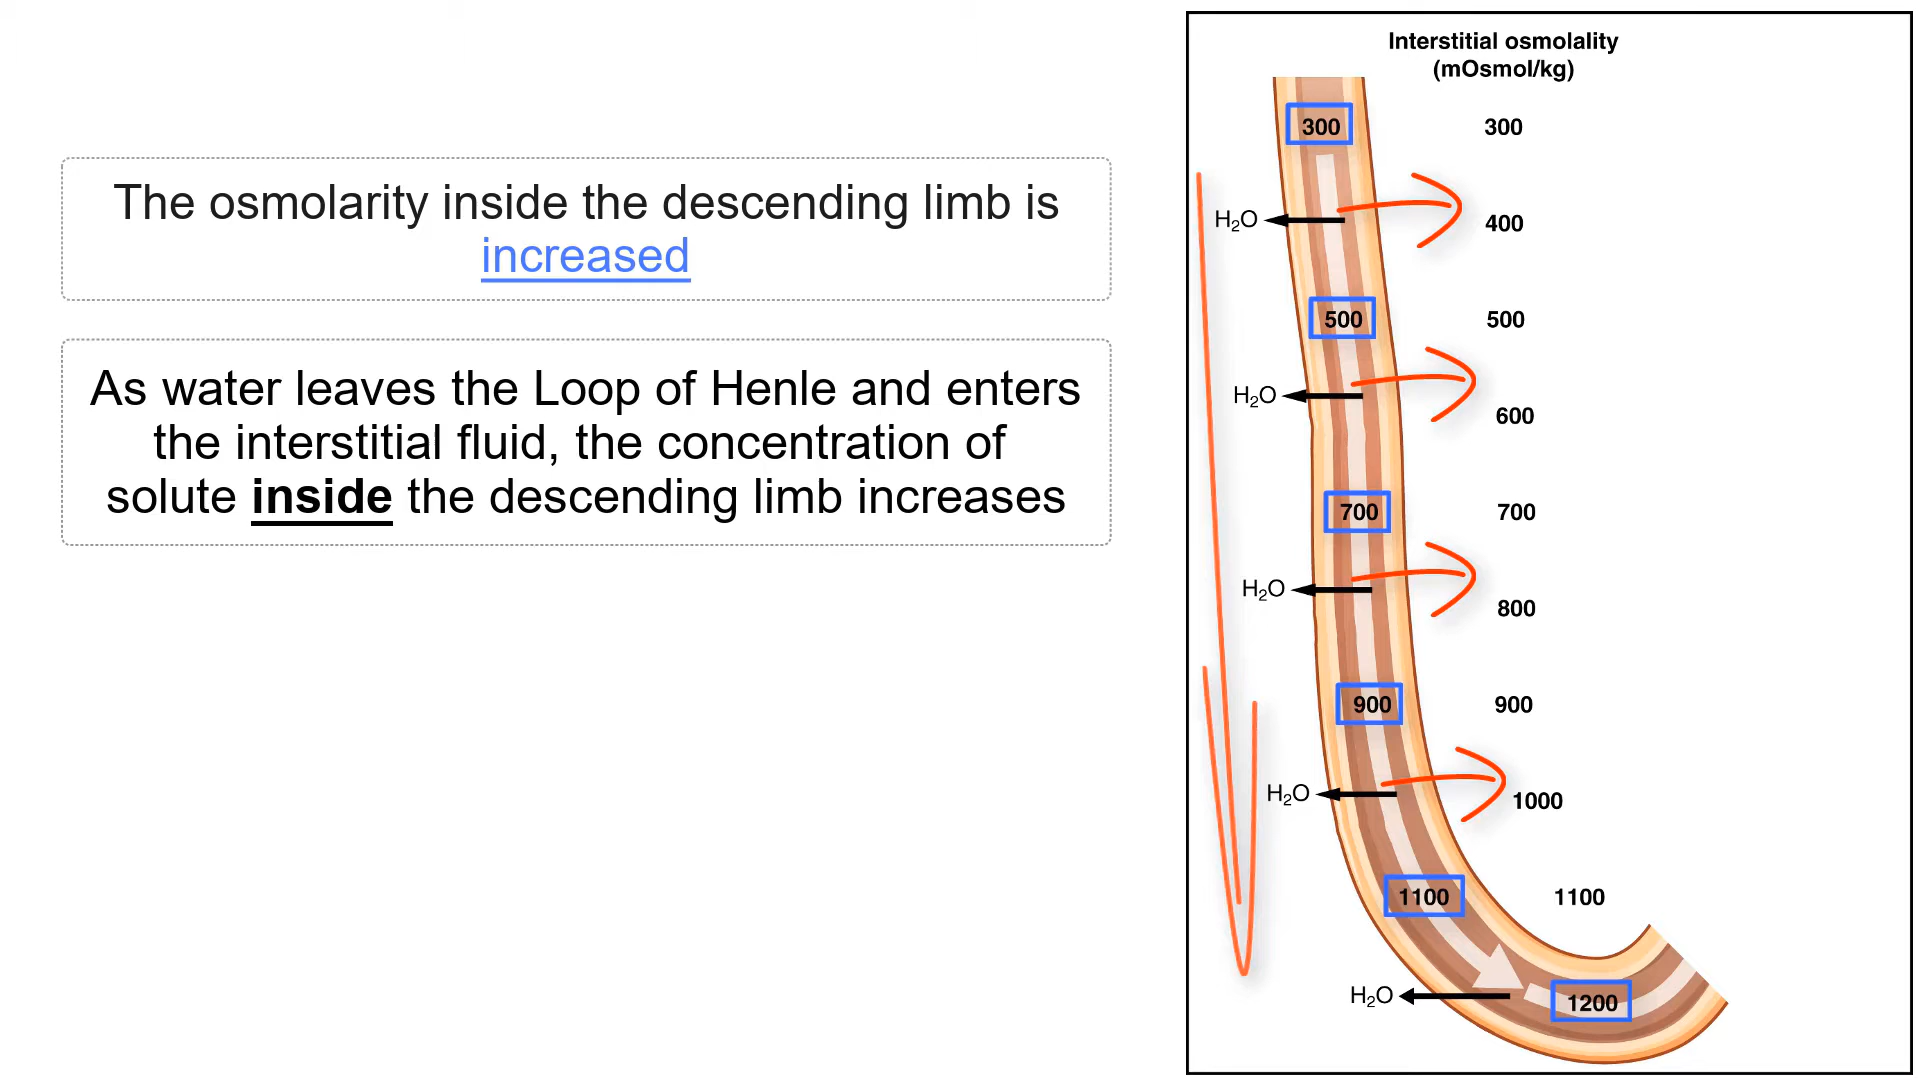 The osmolarity inside the descending limb is
increased
As water leaves the Loop of Henle and enters
the interstitial fluid, the concentration of
solute inside the descending limb increases
Interstitial osmolality
(mOsmol/kg)
300 300
H₂O 400
500 500
H₂O 600
700 700
H₂O 800
900 900
H₂O 1000
1100 1100
H₂O 1200